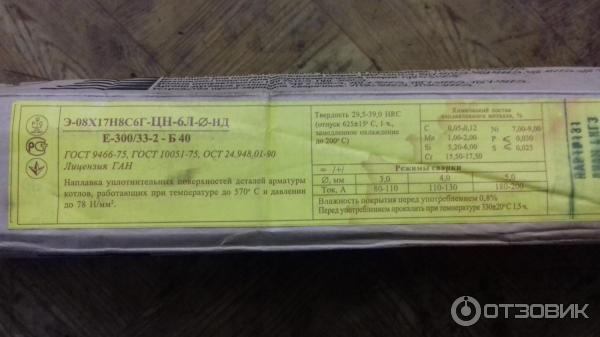 Э-08Х17Н8С6Г-ЦН-6Л-∅-НД
Е-300/33-2 - Б 40
ГОСТ 9466-75, ГОСТ 10051-75, ОСТ 24.948.01-90
Лицензия ГАН
Наплавка уплотнительных поверхностей деталей арматуры
котлов, работающих при температуре до 570° С и давлении
до 78 Н/мм².
Твердость 29,5-39,0 HRC
(отпуск 625±15° С, 1 ч.,
замедленное охлаждение
до 200° С)
Химический состав
наплавленного металла, %
C 0,05-0,12 Ni 7,00-9,00
Mn 1,00-2,00 P ≤ 0,030
Si 5,20-6,00 S ≤ 0,025
Cr 15,50-17,50
= /+/ Режимы сварки
∅, мм 3,0 4,0 5,0
Ток, А 80-110 110-130 180-200
Влажность покрытия перед употреблением 0,8%
Перед употреблением прокалить при температуре 330±20°С 1,5 ч.
ОТЗОВИК